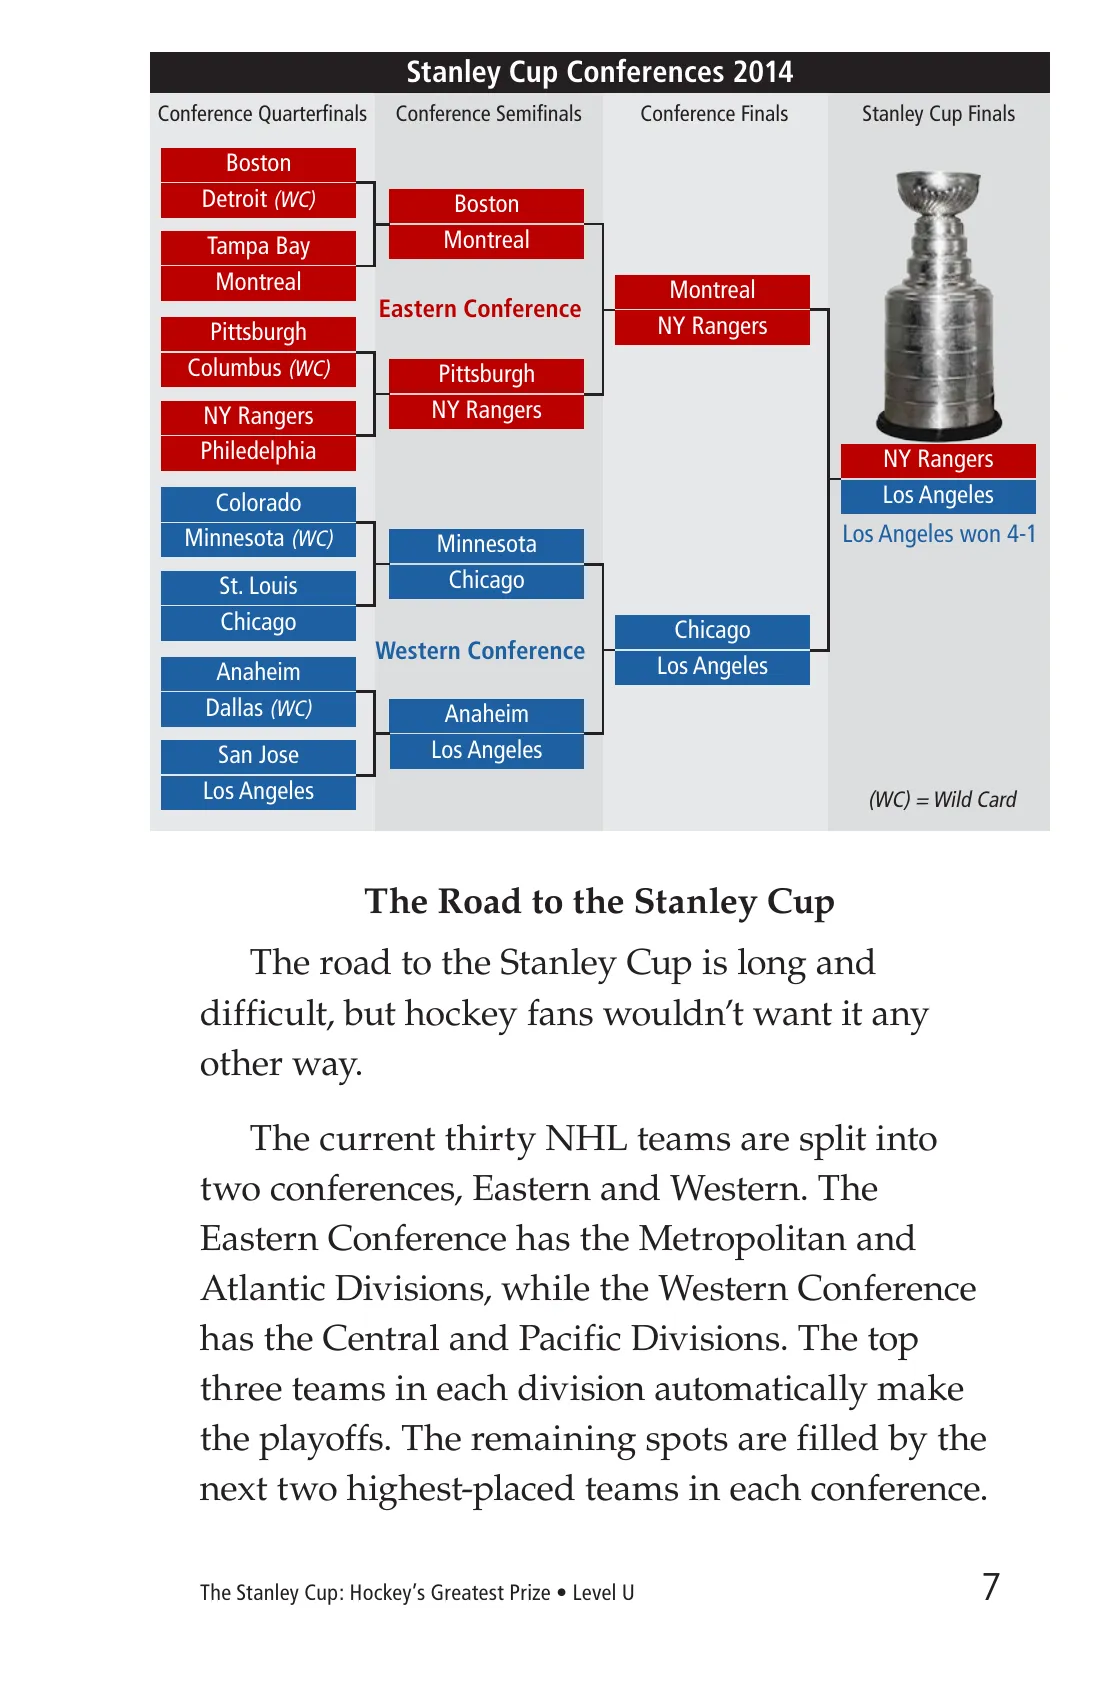 Stanley Cup Conferences 2014
Conference Quarterfinals
Conference Semifinals
Conference Finals
Stanley Cup Finals
Boston
Detroit (WC)
Tampa Bay
Montreal
Pittsburgh
Columbus (WC)
NY Rangers
Philedelphia
Colorado
Minnesota (WC)
St. Louis
Chicago
Anaheim
Dallas (WC)
San Jose
Los Angeles
Boston
Montreal
Eastern Conference
Pittsburgh
NY Rangers
Minnesota
Chicago
Western Conference
Anaheim
Los Angeles
Montreal
NY Rangers
Chicago
Los Angeles
NY Rangers
Los Angeles
Los Angeles won 4-1
(WC) = Wild Card
The Road to the Stanley Cup
The road to the Stanley Cup is long and
difficult, but hockey fans wouldn’t want it any
other way.
The current thirty NHL teams are split into
two conferences, Eastern and Western. The
Eastern Conference has the Metropolitan and
Atlantic Divisions, while the Western Conference
has the Central and Pacific Divisions. The top
three teams in each division automatically make
the playoffs. The remaining spots are filled by the
next two highest-placed teams in each conference.
The Stanley Cup: Hockey’s Greatest Prize • Level U
7